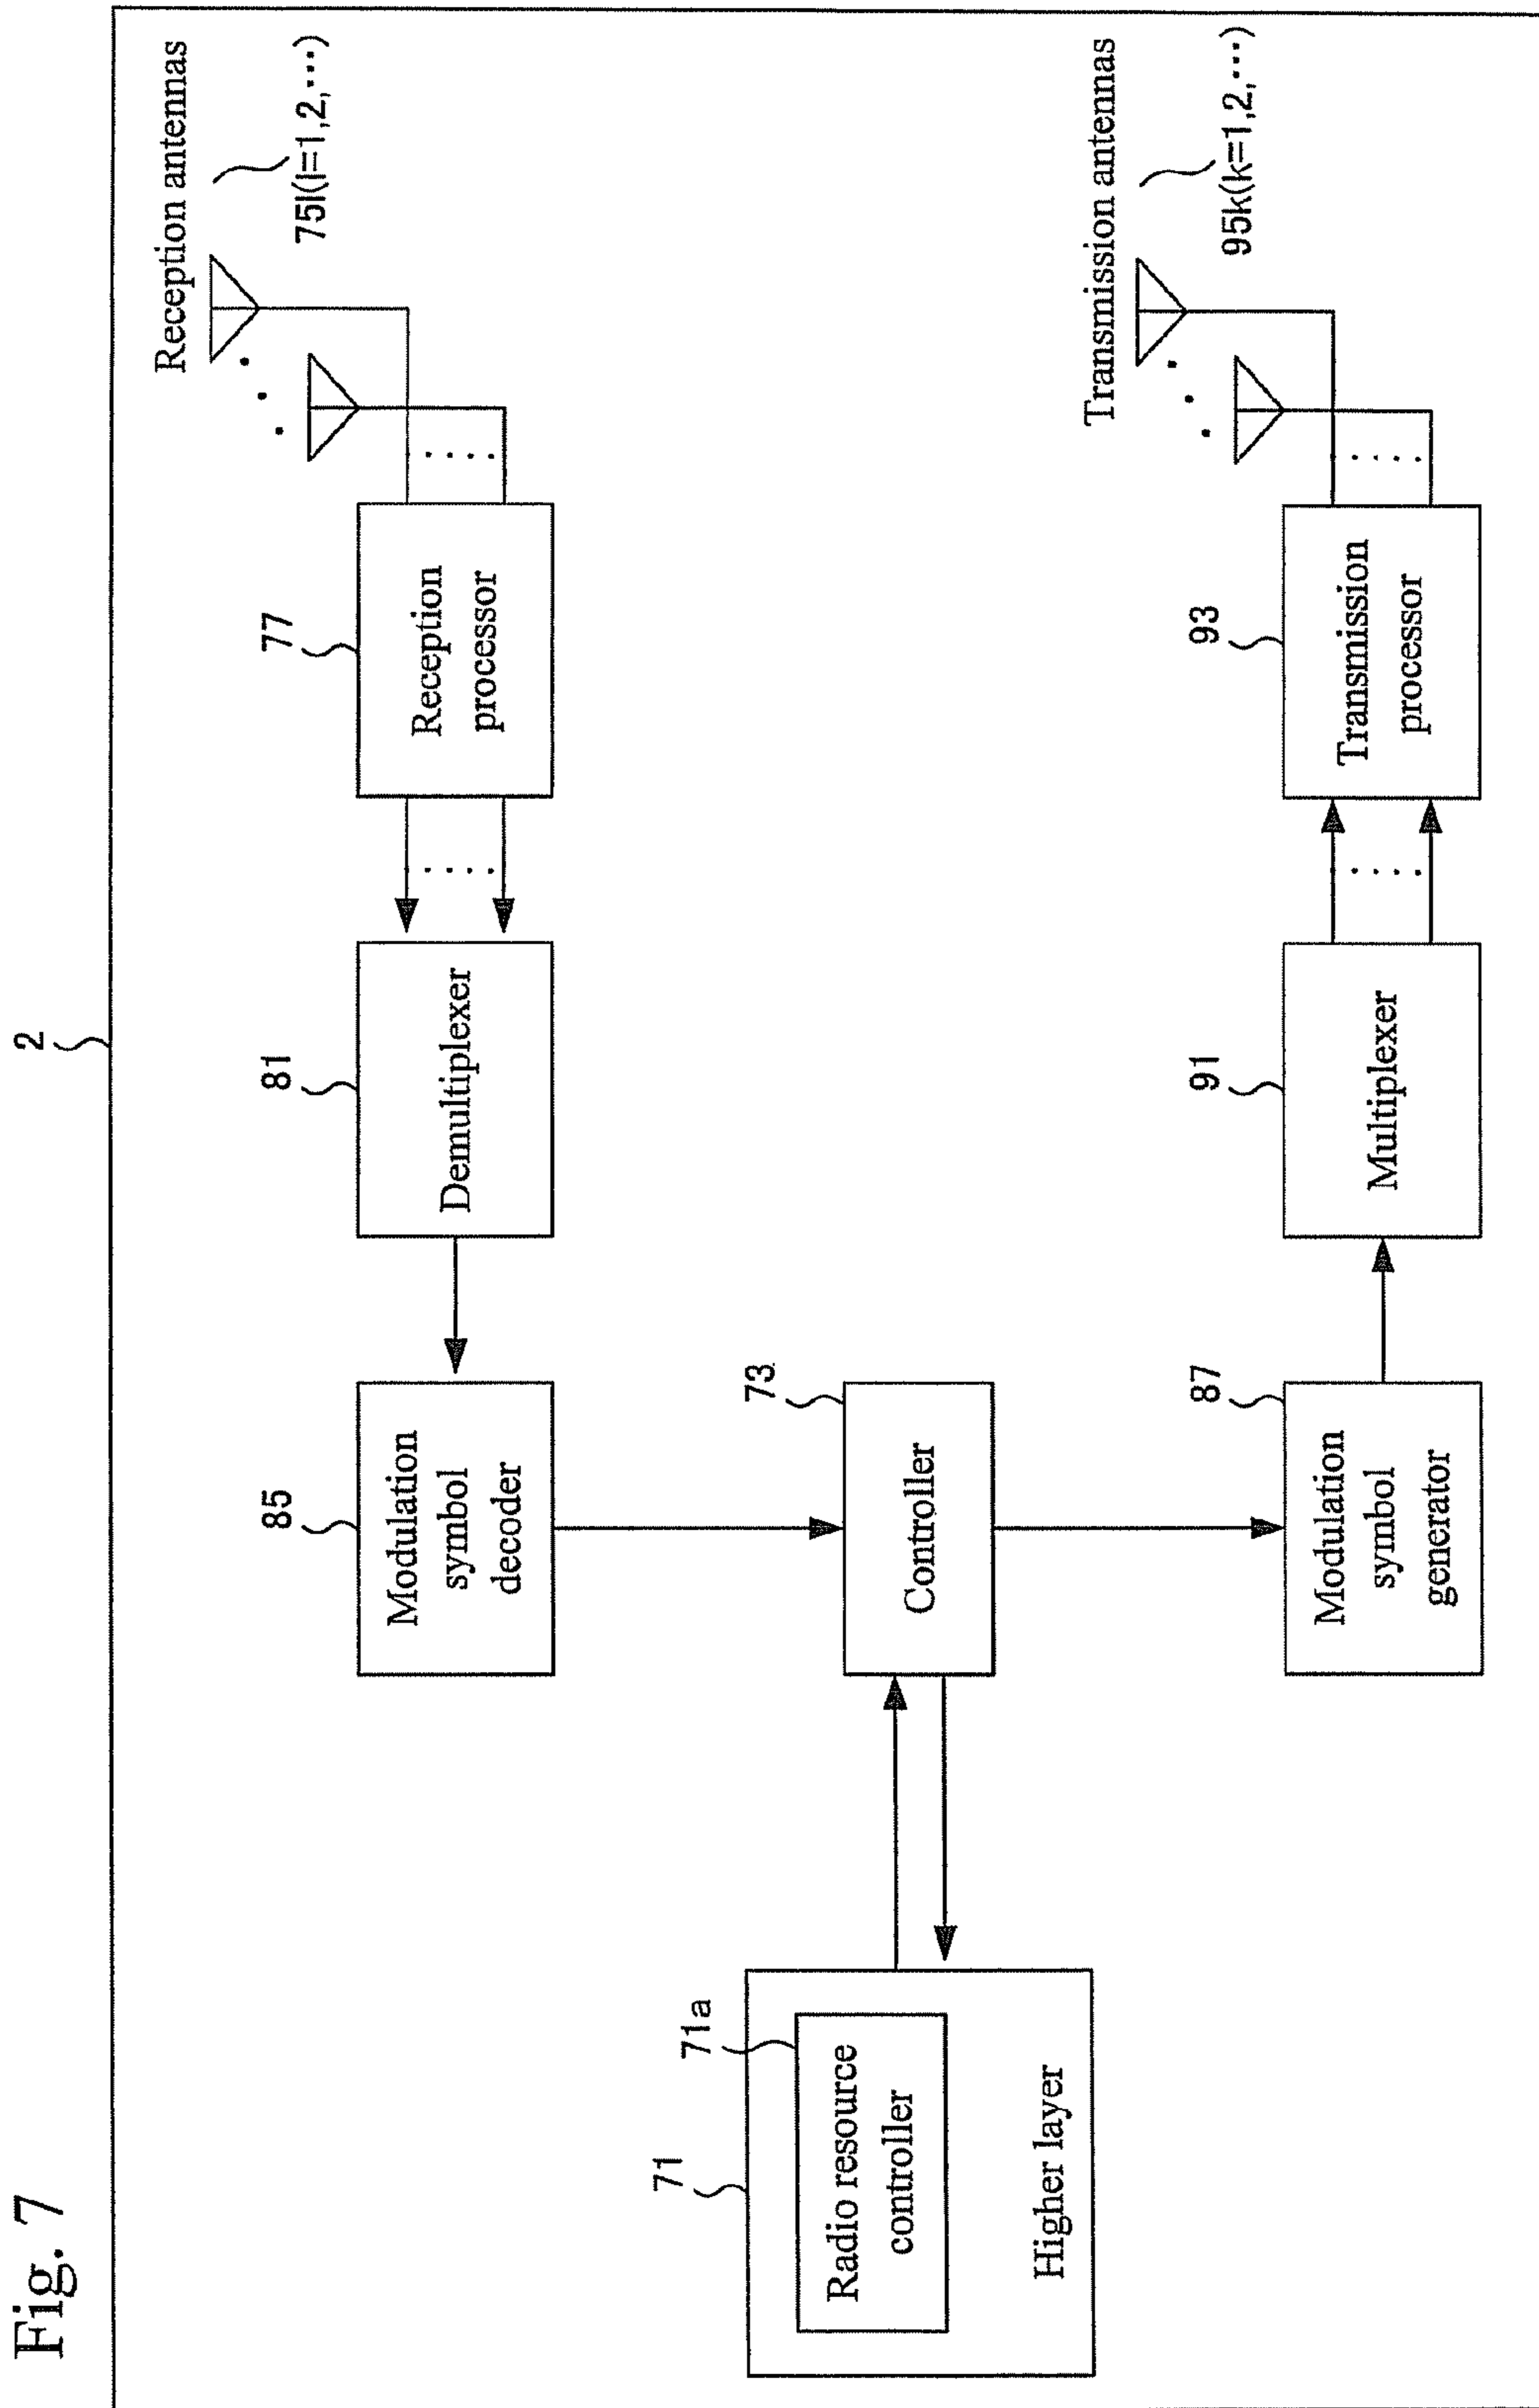 Fig. 7
2
Reception antennas
75l(l=1,2,⋯)
77
Reception
processor
81
Demultiplexer
85
Modulation
symbol
decoder
73
Controller
71
71a
Radio resource
controller
Higher layer
87
Modulation
symbol
generator
91
Multiplexer
93
Transmission
processor
Transmission antennas
95k(k=1,2,⋯)